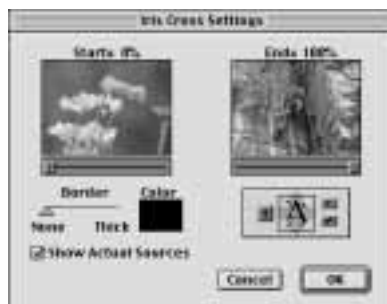 Iris Cross Settings
Start: 0%
End: 100%
Border
Color
None
Thick
Show Actual Sources
A
Cancel
OK